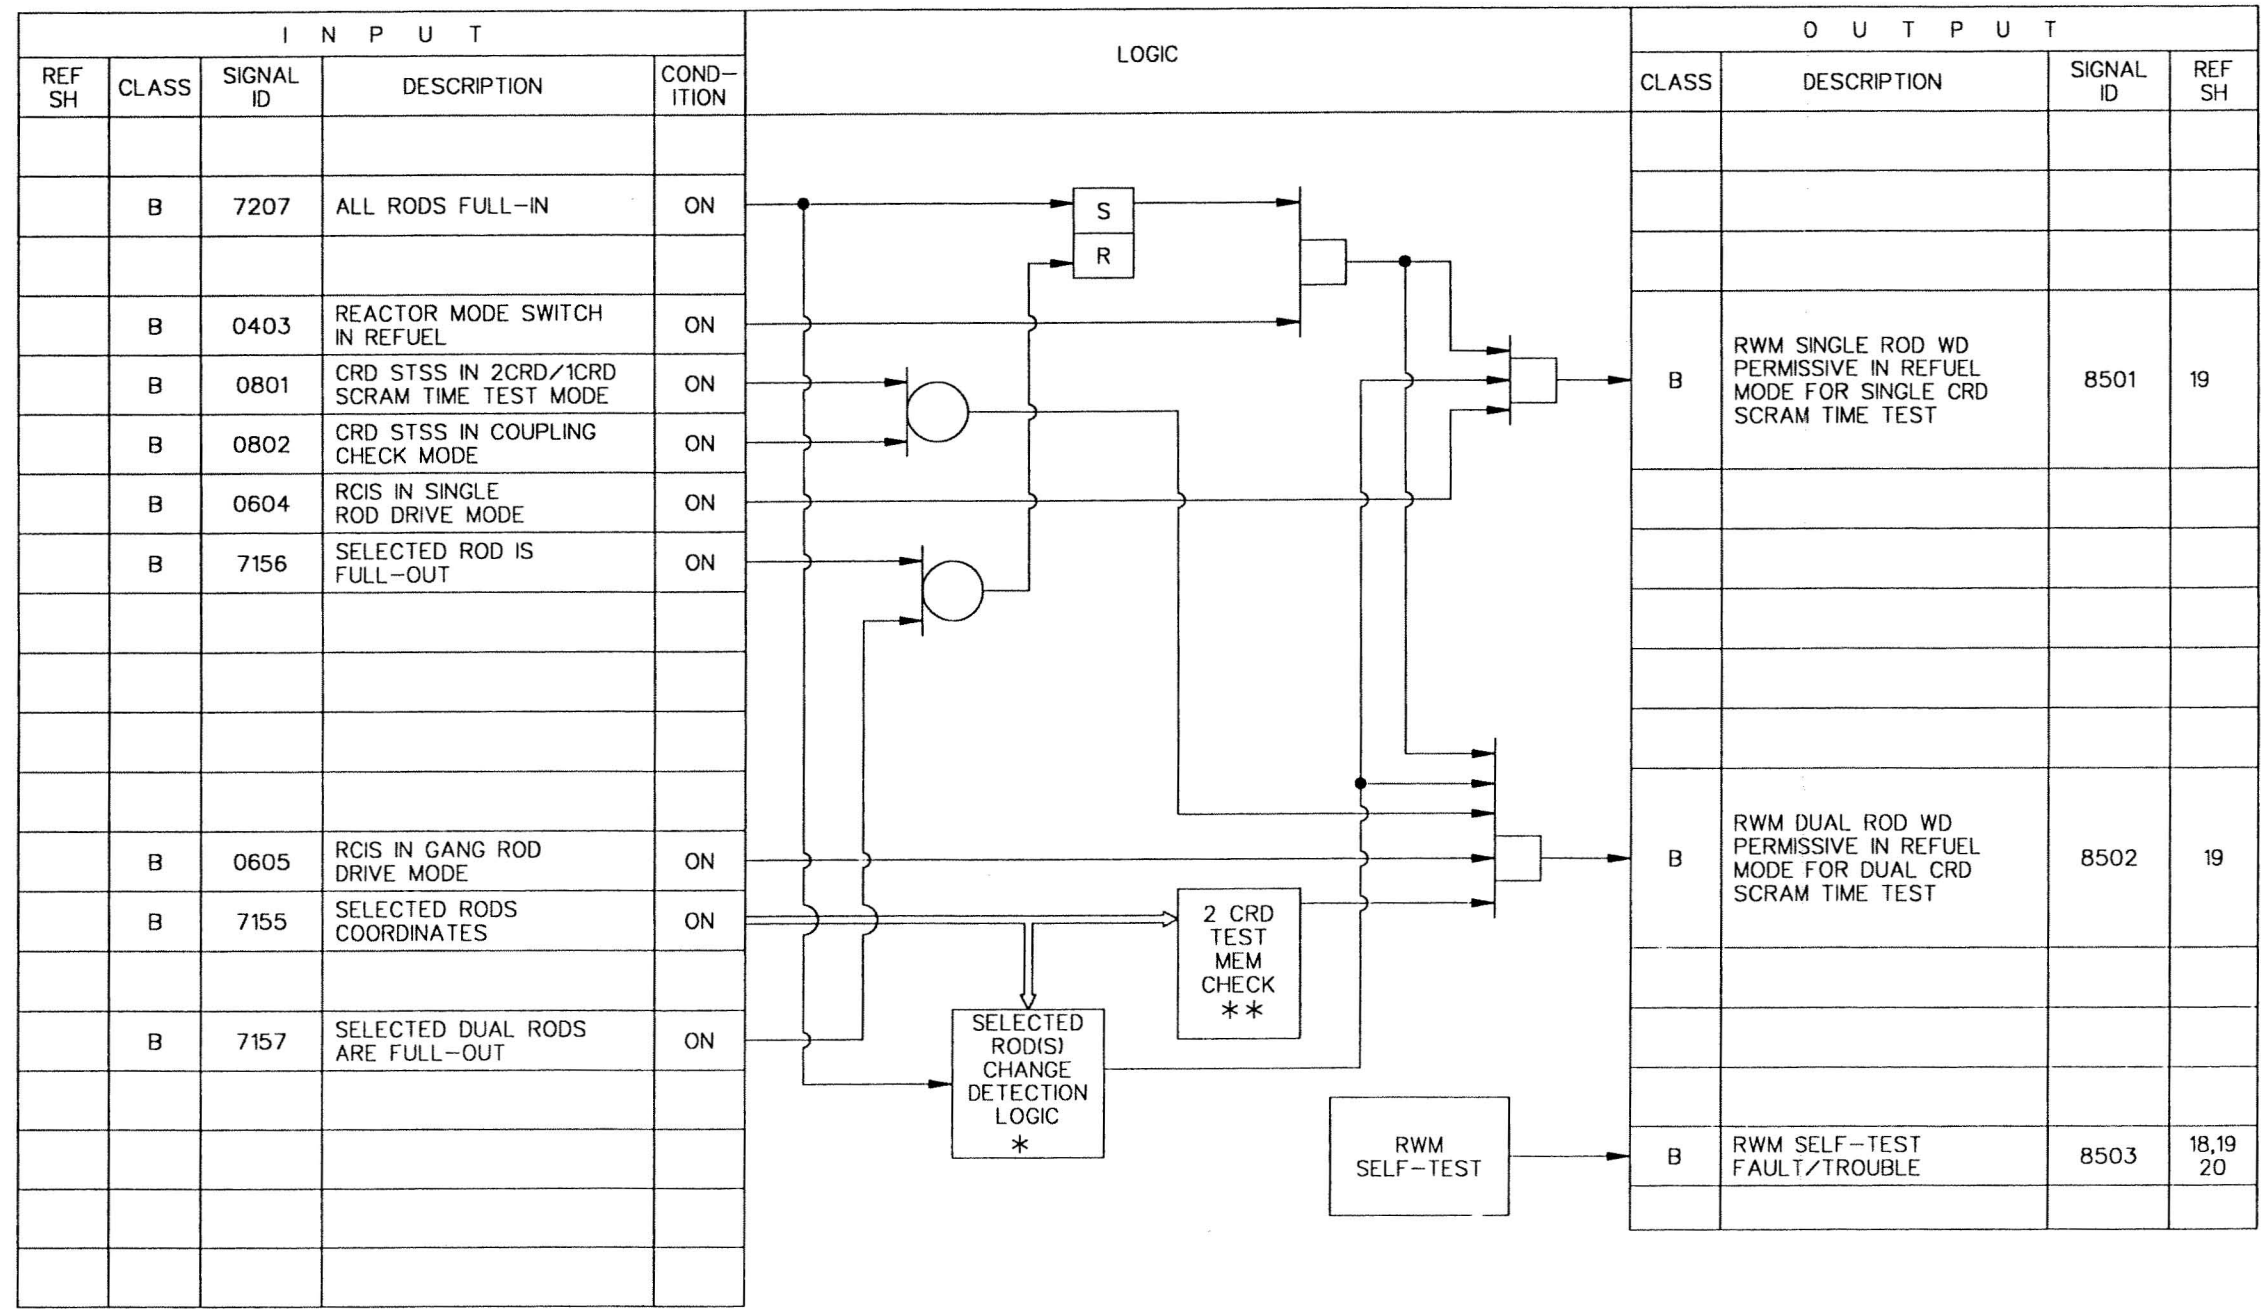 I N P U T
LOGIC
O U T P U T
REF
SH
CLASS
SIGNAL
ID
DESCRIPTION
COND-
ITION
CLASS
DESCRIPTION
SIGNAL
ID
REF
SH
B 7207 ALL RODS FULL-IN ON
S
R
B 0403 REACTOR MODE SWITCH
IN REFUEL ON
B 0801 CRD STSS IN 2CRD/1CRD
SCRAM TIME TEST MODE ON
B 0802 CRD STSS IN COUPLING
CHECK MODE ON
B 0604 RCIS IN SINGLE
ROD DRIVE MODE ON
B 7156 SELECTED ROD IS
FULL-OUT ON
B 0605 RCIS IN GANG ROD
DRIVE MODE ON
B 7155 SELECTED RODS
COORDINATES ON
B 7157 SELECTED DUAL RODS
ARE FULL-OUT ON
2 CRD
TEST
MEM
CHECK
**
SELECTED
ROD(S)
CHANGE
DETECTION
LOGIC
*
RWM
SELF-TEST
B RWM SINGLE ROD WD
PERMISSIVE IN REFUEL
MODE FOR SINGLE CRD
SCRAM TIME TEST 8501 19
B RWM DUAL ROD WD
PERMISSIVE IN REFUEL
MODE FOR DUAL CRD
SCRAM TIME TEST 8502 19
B RWM SELF-TEST
FAULT/TROUBLE 8503 18,19
20